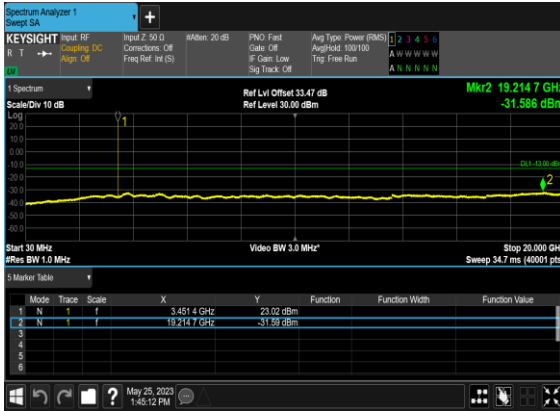 Spectrum Analyzer 1
Swept SA
+
KEYSIGHT Input: RF
R T Coupling: DC
Align: Off
Input Z: 50 Ω
Corrections: Off
Freq Ref: Int (S)
#Atten: 20 dB
PNO: Fast
Gate: Off
IF Gain: Low
Sig Track: Off
Avg Type: Power (RMS)
Avg|Hold: 100/100
Trig: Free Run
1 2 3 4 5 6
A W W W W W
A N N N N N
LV
1 Spectrum
Scale/Div 10 dB
Ref Lvl Offset 33.47 dB
Ref Level 30.00 dBm
Mkr2 19.214 7 GHz
-31.586 dBm
Log
20.0
10.0
0.00
-10.0
-20.0
-30.0
-40.0
-50.0
-60.0
1
DL1 -13.00 dBm
2
Start 30 MHz
Video BW 3.0 MHz*
Stop 20.000 GHz
#Res BW 1.0 MHz
Sweep 34.7 ms (40001 pts)
5 Marker Table
Mode Trace Scale X Y Function Function Width Function Value
1 N 1 f 3.451 4 GHz 23.02 dBm
2 N 1 f 19.214 7 GHz -31.59 dBm
3
4
5
6
?
May 25, 2023
1:45:12 PM